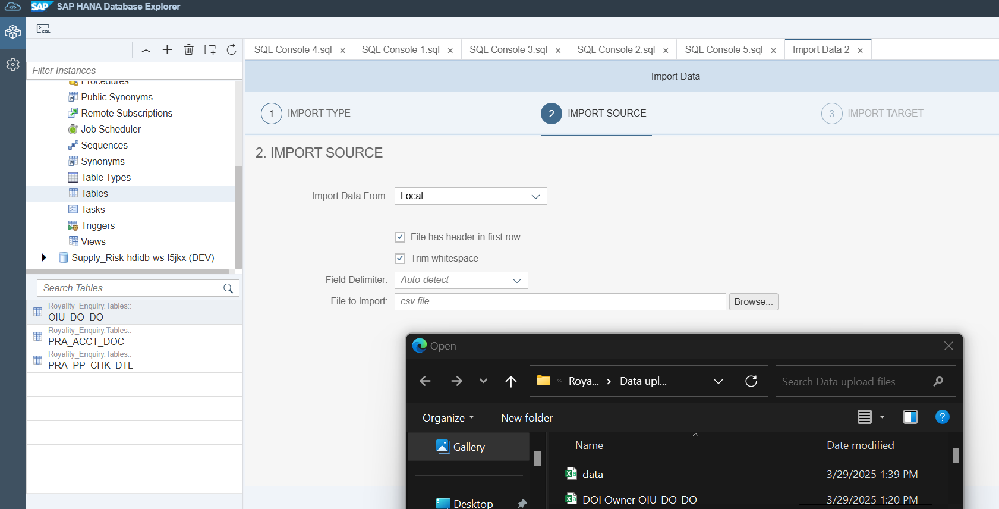 SAP SAP HANA Database Explorer
SQL
SQL Console 4.sql ×
SQL Console 1.sql ×
SQL Console 3.sql ×
SQL Console 2.sql ×
SQL Console 5.sql ×
Import Data 2 ×
Filter Instances
Procedures
Public Synonyms
Remote Subscriptions
Job Scheduler
Sequences
Synonyms
Table Types
Tables
Tasks
Triggers
Views
Supply_Risk-hdidb-ws-l5jkx (DEV)
Search Tables
Royality_Enquiry.Tables::
OIU_DO_DO
Royality_Enquiry.Tables::
PRA_ACCT_DOC
Royality_Enquiry.Tables::
PRA_PP_CHK_DTL
Import Data
1 IMPORT TYPE
2 IMPORT SOURCE
3 IMPORT TARGET
2. IMPORT SOURCE
Import Data From: Local
File has header in first row
Trim whitespace
Field Delimiter: Auto-detect
File to Import: csv file Browse...
Open
« Roya... › Data upl...
Search Data upload files
Organize New folder
?
Gallery
Desktop
Name Date modified
data 3/29/2025 1:39 PM
DOI Owner OIU_DO_DO 3/29/2025 1:20 PM